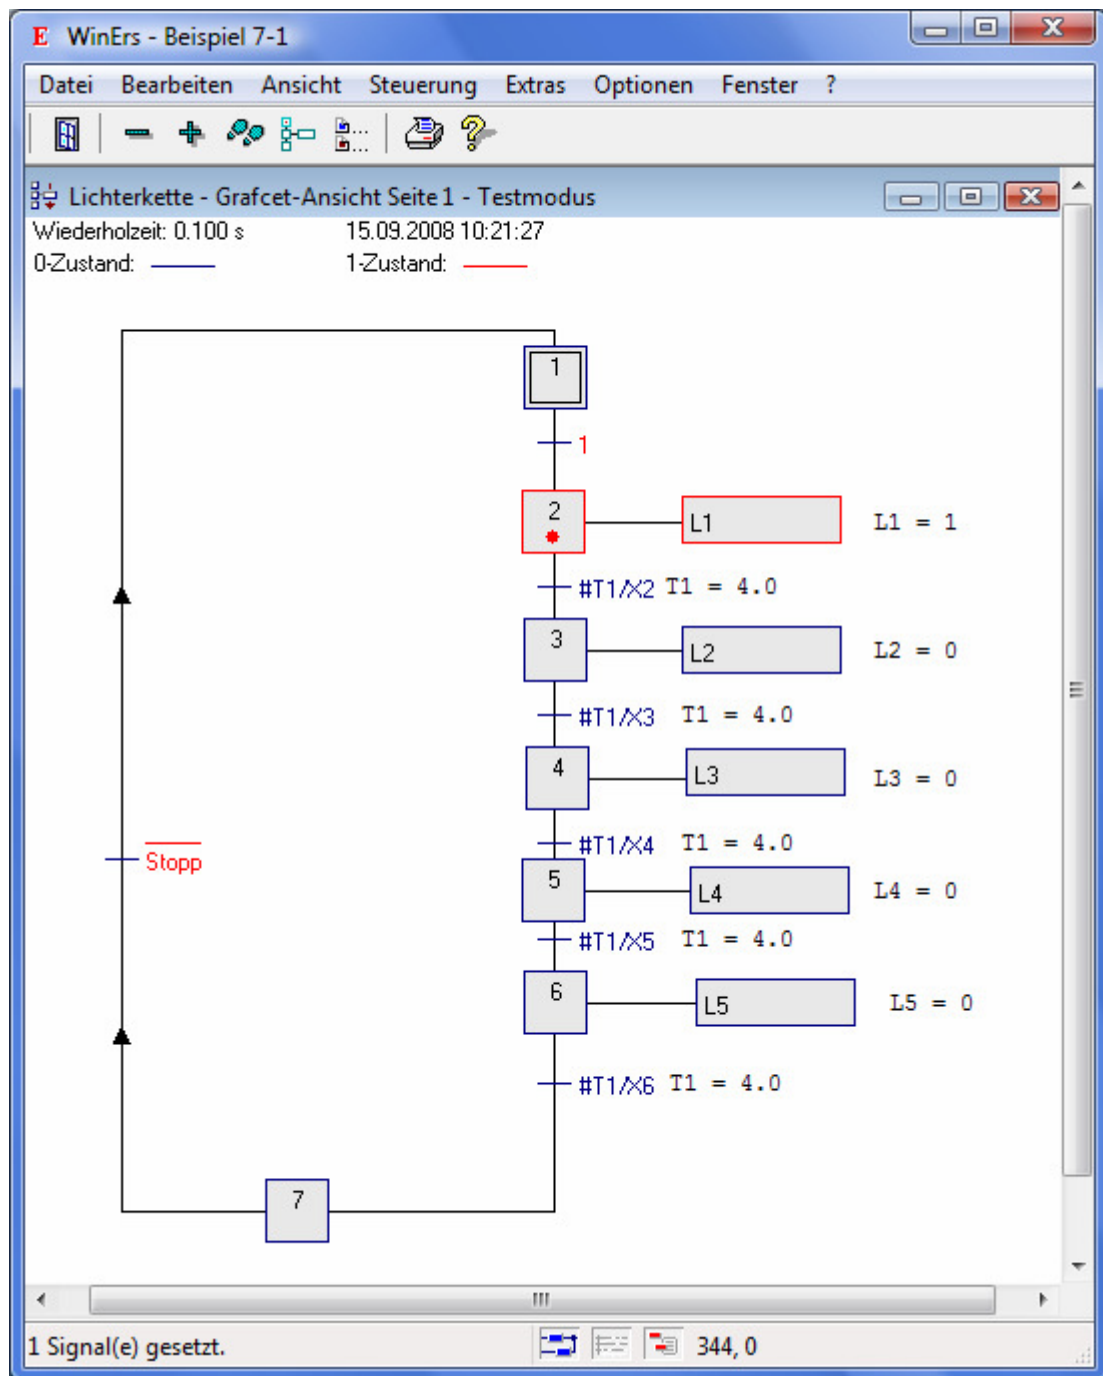 WinErs - Beispiel 7-1
Datei Bearbeiten Ansicht Steuerung Extras Optionen Fenster ?
Lichterkette - Grafcet-Ansicht Seite 1 - Testmodus
Wiederholzeit: 0.100 s 15.09.2008 10:21:27
0-Zustand: 1-Zustand:
1
1
2 L1 L1 = 1
#T1/X2 T1 = 4.0
3 L2 L2 = 0
#T1/X3 T1 = 4.0
4 L3 L3 = 0
#T1/X4 T1 = 4.0
Stopp
5 L4 L4 = 0
#T1/X5 T1 = 4.0
6 L5 L5 = 0
#T1/X6 T1 = 4.0
7
1 Signal(e) gesetzt. 344, 0